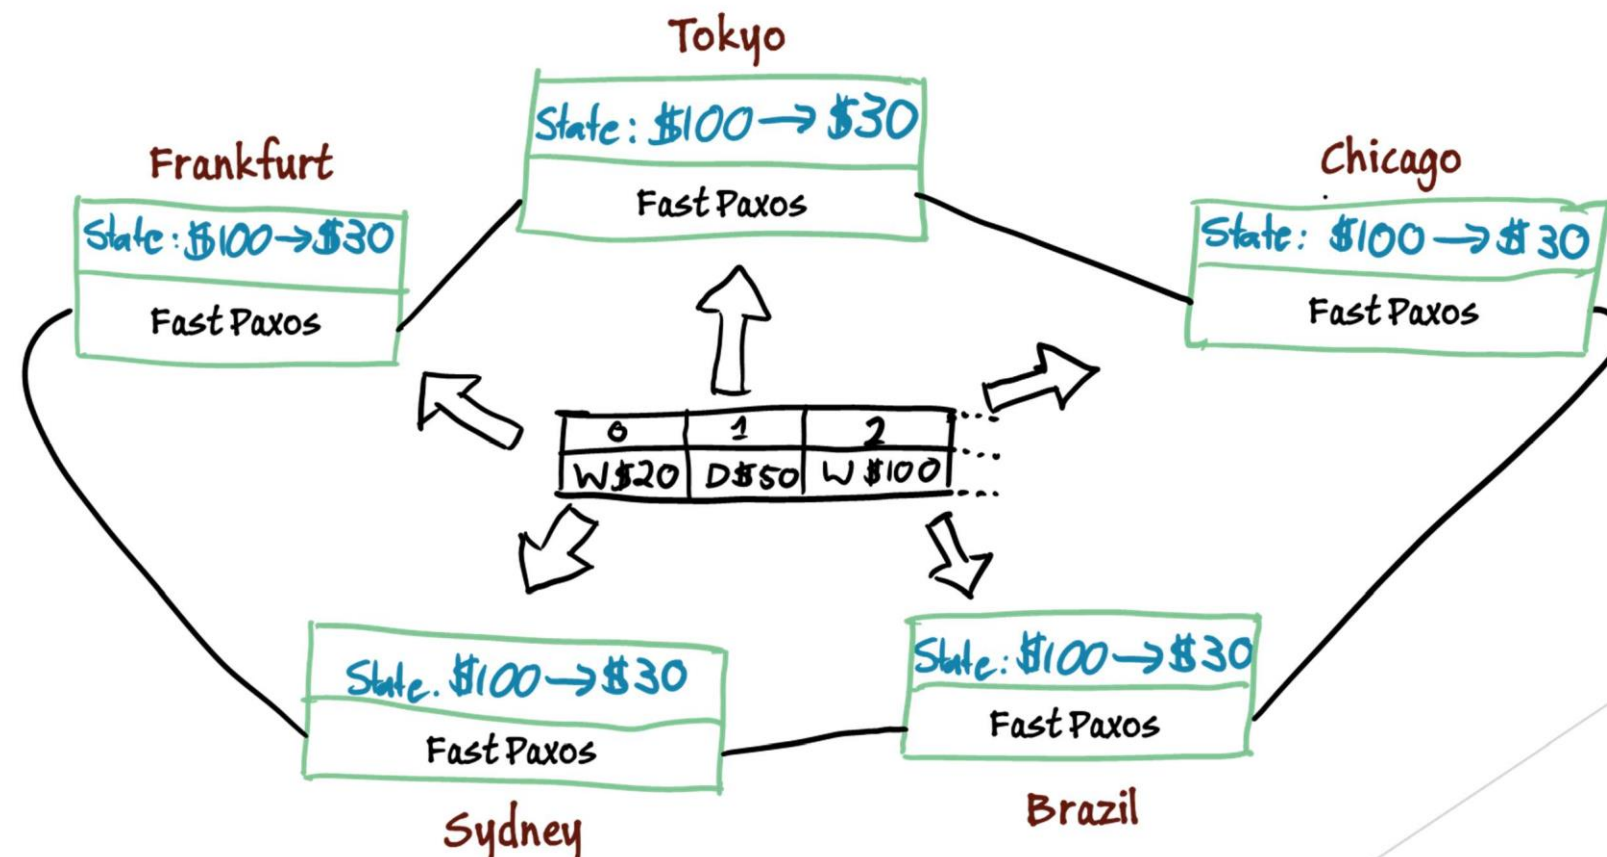 Tokyo
State: $100→$30
Fast Paxos
Frankfurt
State: $100→$30
Fast Paxos
Chicago
State: $100→$30
Fast Paxos
0 1 2
W$20 D$50 W $100
State. $100→$30
Fast Paxos
Sydney
State: $100→$30
Fast Paxos
Brazil